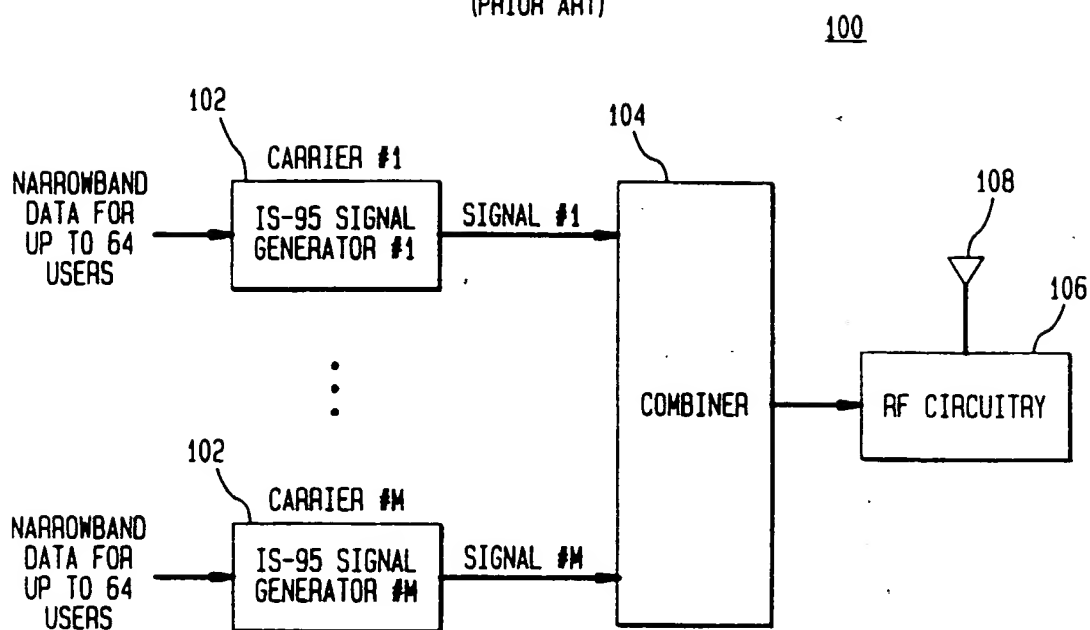 (PRIOR ART)
100
102
CARRIER #1
NARROWBAND
DATA FOR
UP TO 64
USERS
IS-95 SIGNAL
GENERATOR #1
SIGNAL #1
104
COMBINER
108
106
RF CIRCUITRY
102
CARRIER #M
NARROWBAND
DATA FOR
UP TO 64
USERS
IS-95 SIGNAL
GENERATOR #M
SIGNAL #M